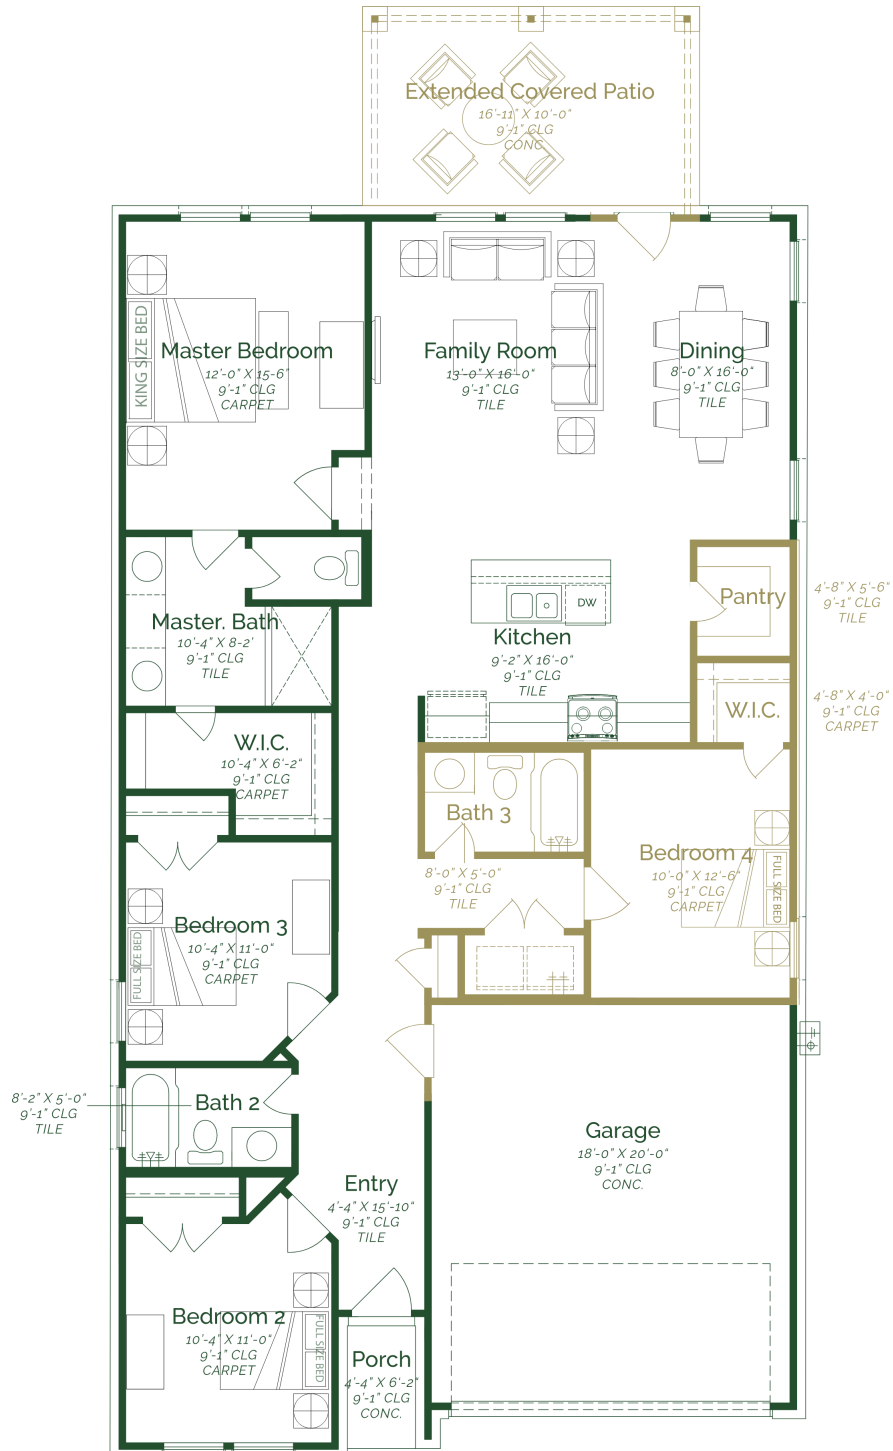 Extended Covered Patio
16'-11" X 10'-0"
9'-1" CLG
CONC.
KING SIZE BED
Master Bedroom
12'-0" X 15-6"
9'-1" CLG
CARPET
Family Room
13'-0" X 16'-0"
9'-1" CLG
TILE
Dining
8'-0" X 16'-0"
9'-1" CLG
TILE
Master. Bath
10'-4" X 8-2'
9'-1" CLG
TILE
DW
Kitchen
9'-2" X 16'-0"
9'-1" CLG
TILE
Pantry
4'-8" X 5'-6"
9'-1" CLG
TILE
W.I.C.
4'-8" X 4'-0"
9'-1" CLG
CARPET
W.I.C.
10'-4" X 6'-2"
9'-1" CLG
CARPET
Bath 3
8'-0" X 5'-0"
9'-1" CLG
TILE
Bedroom 4
10'-0" X 12'-6"
9'-1" CLG
CARPET
FULL SIZE BED
Bedroom 3
10'-4" X 11'-0"
9'-1" CLG
CARPET
FULL SIZE BED
Bath 2
8'-2" X 5'-0"
9'-1" CLG
TILE
Garage
18'-0" X 20'-0"
9'-1" CLG
CONC.
Entry
4'-4" X 15'-10"
9'-1" CLG
TILE
Bedroom 2
10'-4" X 11'-0"
9'-1" CLG
CARPET
FULL SIZE BED
Porch
4'-4" X 6'-2"
9'-1" CLG
CONC.